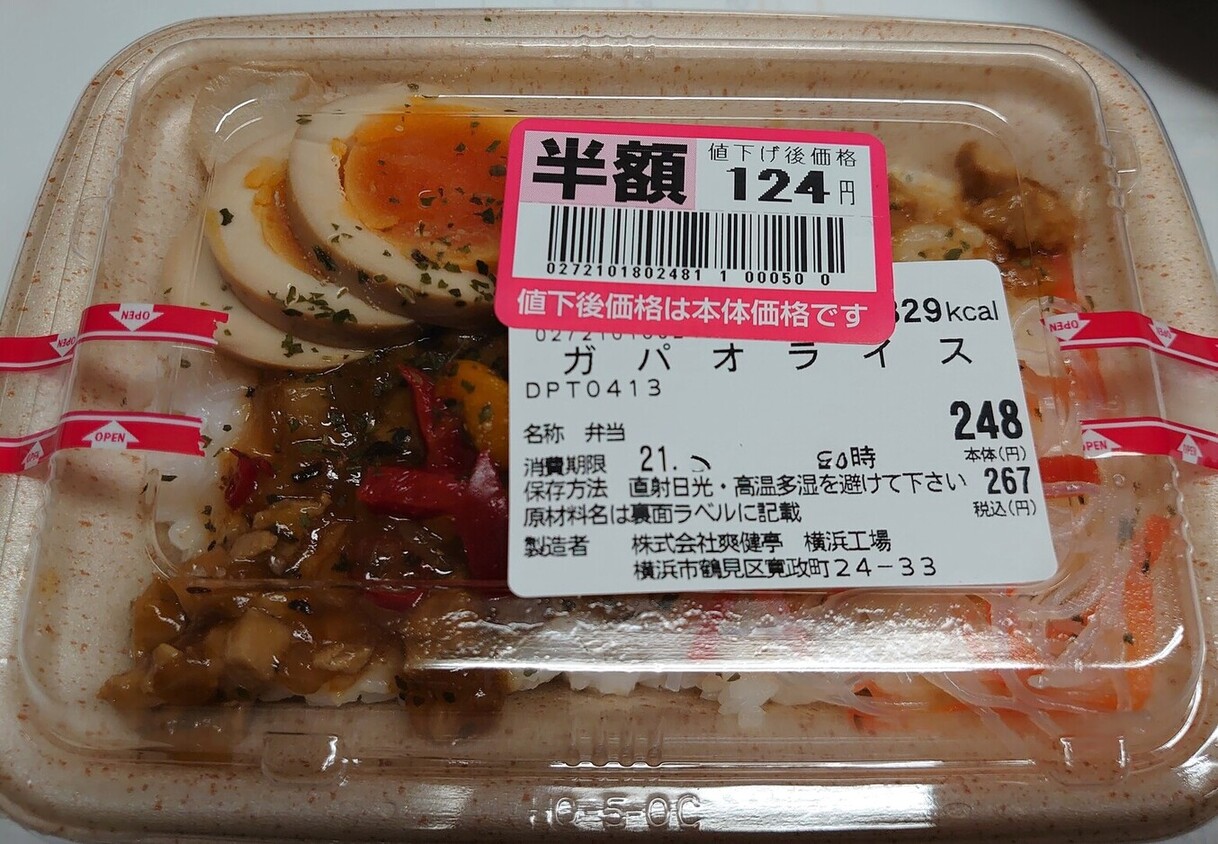 半額 値下げ後価格
124円
0272101802481 1 00050 0
値下後価格は本体価格です
829kcal
ガパオライス
DPT0413
名称 弁当
248
本体(円)
消費期限 21. 時
保存方法 直射日光・高温多湿を避けて下さい
267
税込(円)
原材料名は裏面ラベルに記載
製造者 株式会社爽健亭 横浜工場
横浜市鶴見区寛政町24-33
OPEN
OPEN
OPEN
OPEN
OPEN
OPEN
OPEN
OPEN